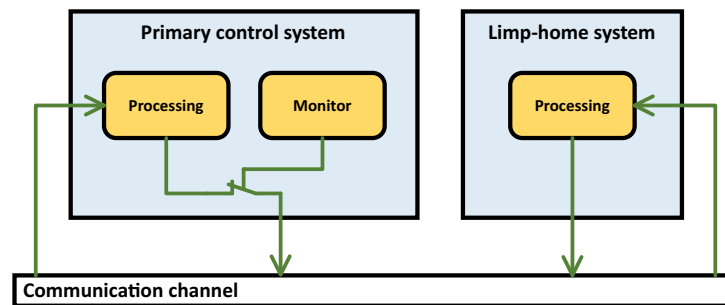 Primary control system
Limp-home system
Processing
Monitor
Processing
Communication channel